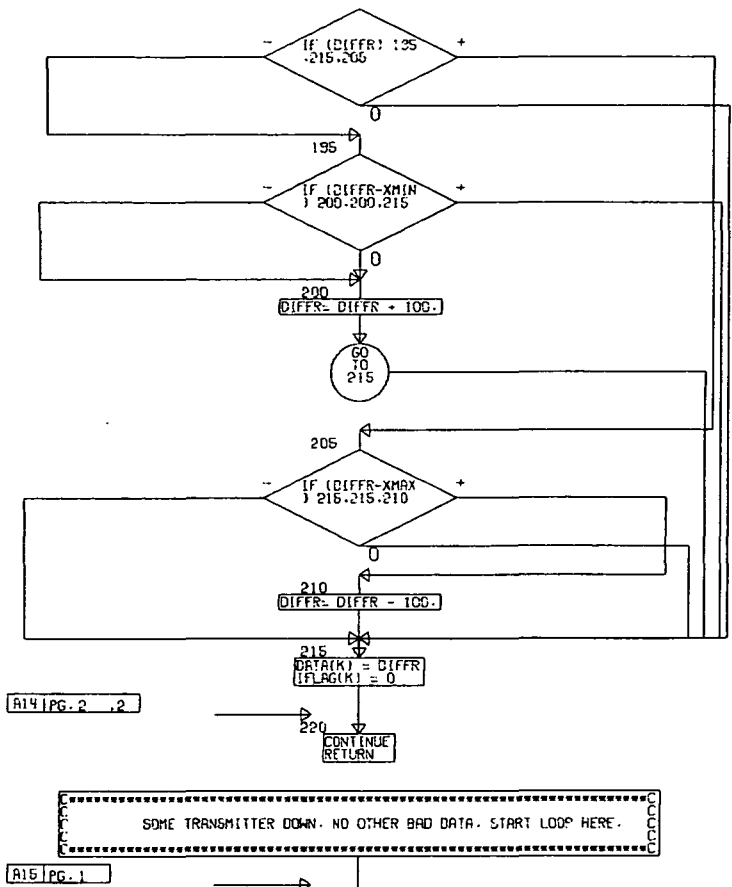 IF (DIFFR) 195
,215,205
-
+
0
195
IF (DIFFR-XMIN
) 200,200,215
-
+
0
200
DIFFR= DIFFR + 100.
GO
TO
215
205
IF (DIFFR-XMAX
) 215,215,210
-
+
0
210
DIFFR= DIFFR - 100.
215
DATA(K) = DIFFR
IFLAG(K) = 0
A14 PG. 2 .2
220
CONTINUE
RETURN
C**************************************************************C
C C
C SOME TRANSMITTER DOWN. NO OTHER BAD DATA. START LOOP HERE. C
C C
C**************************************************************C
A15 PG. 1